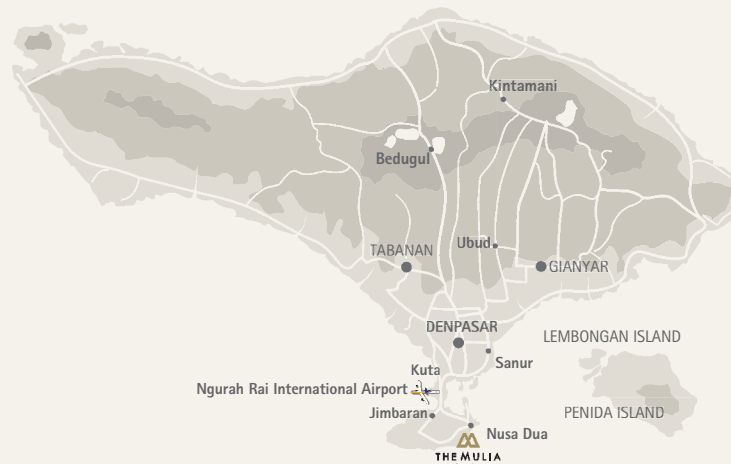 Kintamani
Bedugul
Ubud
TABANAN
GIANYAR
DENPASAR
LEMBONGAN ISLAND
Sanur
Kuta
Ngurah Rai International Airport
Jimbaran
PENIDA ISLAND
Nusa Dua
THE MULIA